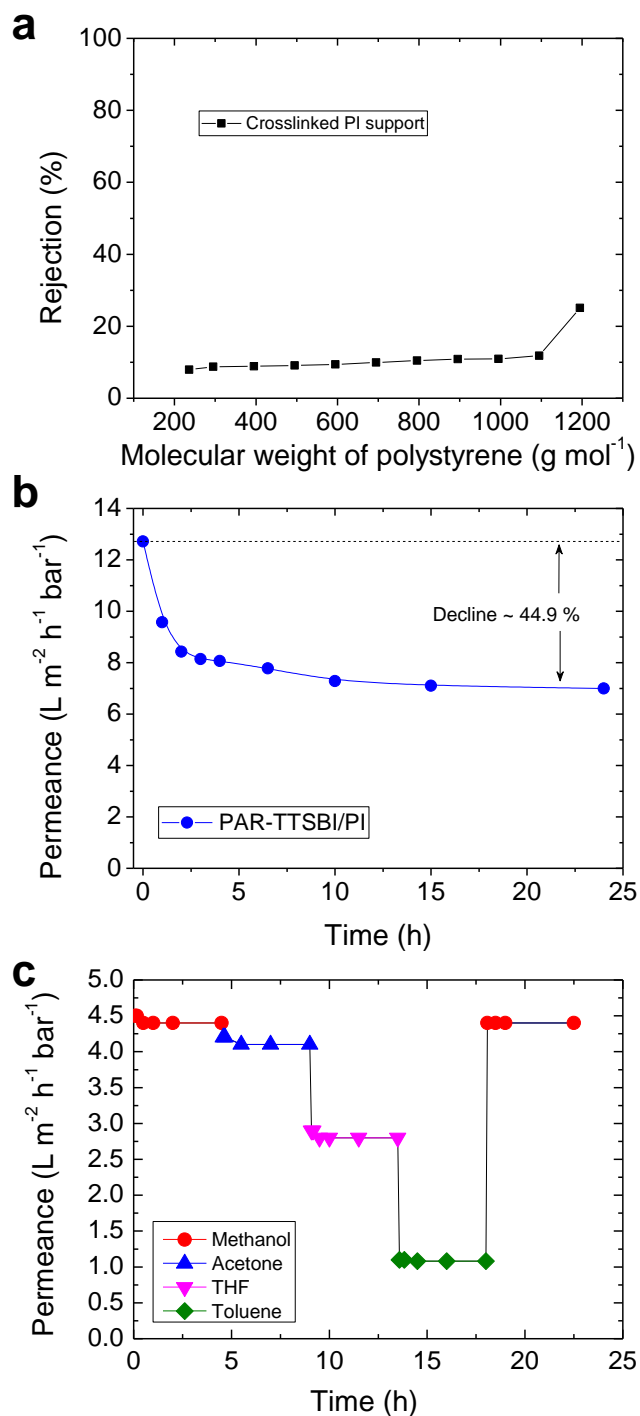 a
100
80
60
40
20
0
Rejection (%)
Crosslinked PI support
200 400 600 800 1000 1200
Molecular weight of polystyrene (g mol⁻¹)
b
14
12
10
8
6
4
2
0
Permeance (L m⁻² h⁻¹ bar⁻¹)
Decline ~ 44.9 %
PAR-TTSBI/PI
0 5 10 15 20 25
Time (h)
c
5.0
4.5
4.0
3.5
3.0
2.5
2.0
1.5
1.0
0.5
0.0
Permeance (L m⁻² h⁻¹ bar⁻¹)
Methanol
Acetone
THF
Toluene
0 5 10 15 20 25
Time (h)